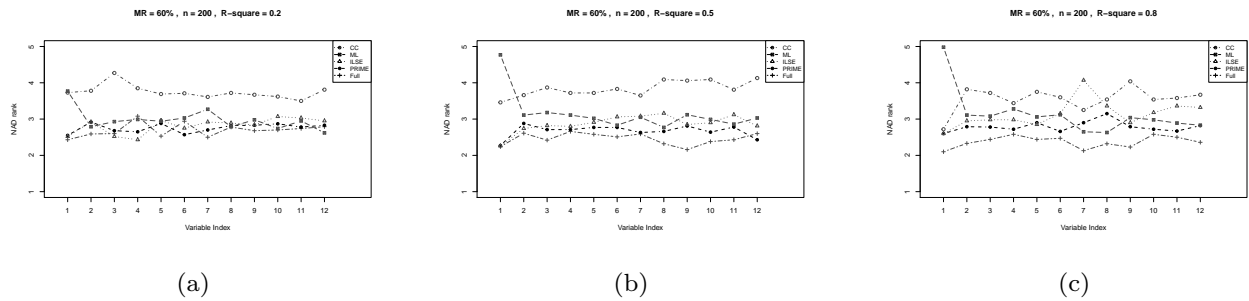 MR = 60% , n = 200 , R−square = 0.2
NAD rank
5
4
3
2
1
CC
ML
ILSE
PRIME
Full
1 2 3 4 5 6 7 8 9 10 11 12
Variable Index
(a)
MR = 60% , n = 200 , R−square = 0.5
NAD rank
5
4
3
2
1
CC
ML
ILSE
PRIME
Full
1 2 3 4 5 6 7 8 9 10 11 12
Variable Index
(b)
MR = 60% , n = 200 , R−square = 0.8
NAD rank
5
4
3
2
1
CC
ML
ILSE
PRIME
Full
1 2 3 4 5 6 7 8 9 10 11 12
Variable Index
(c)